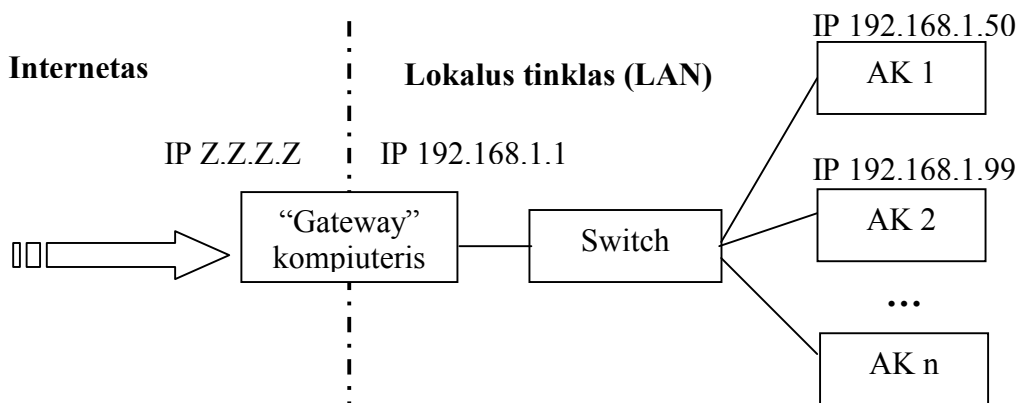 IP 192.168.1.50
Internetas
Lokalus tinklas (LAN)
AK 1
IP Z.Z.Z.Z
IP 192.168.1.1
IP 192.168.1.99
“Gateway”
kompiuteris
Switch
AK 2
...
AK n